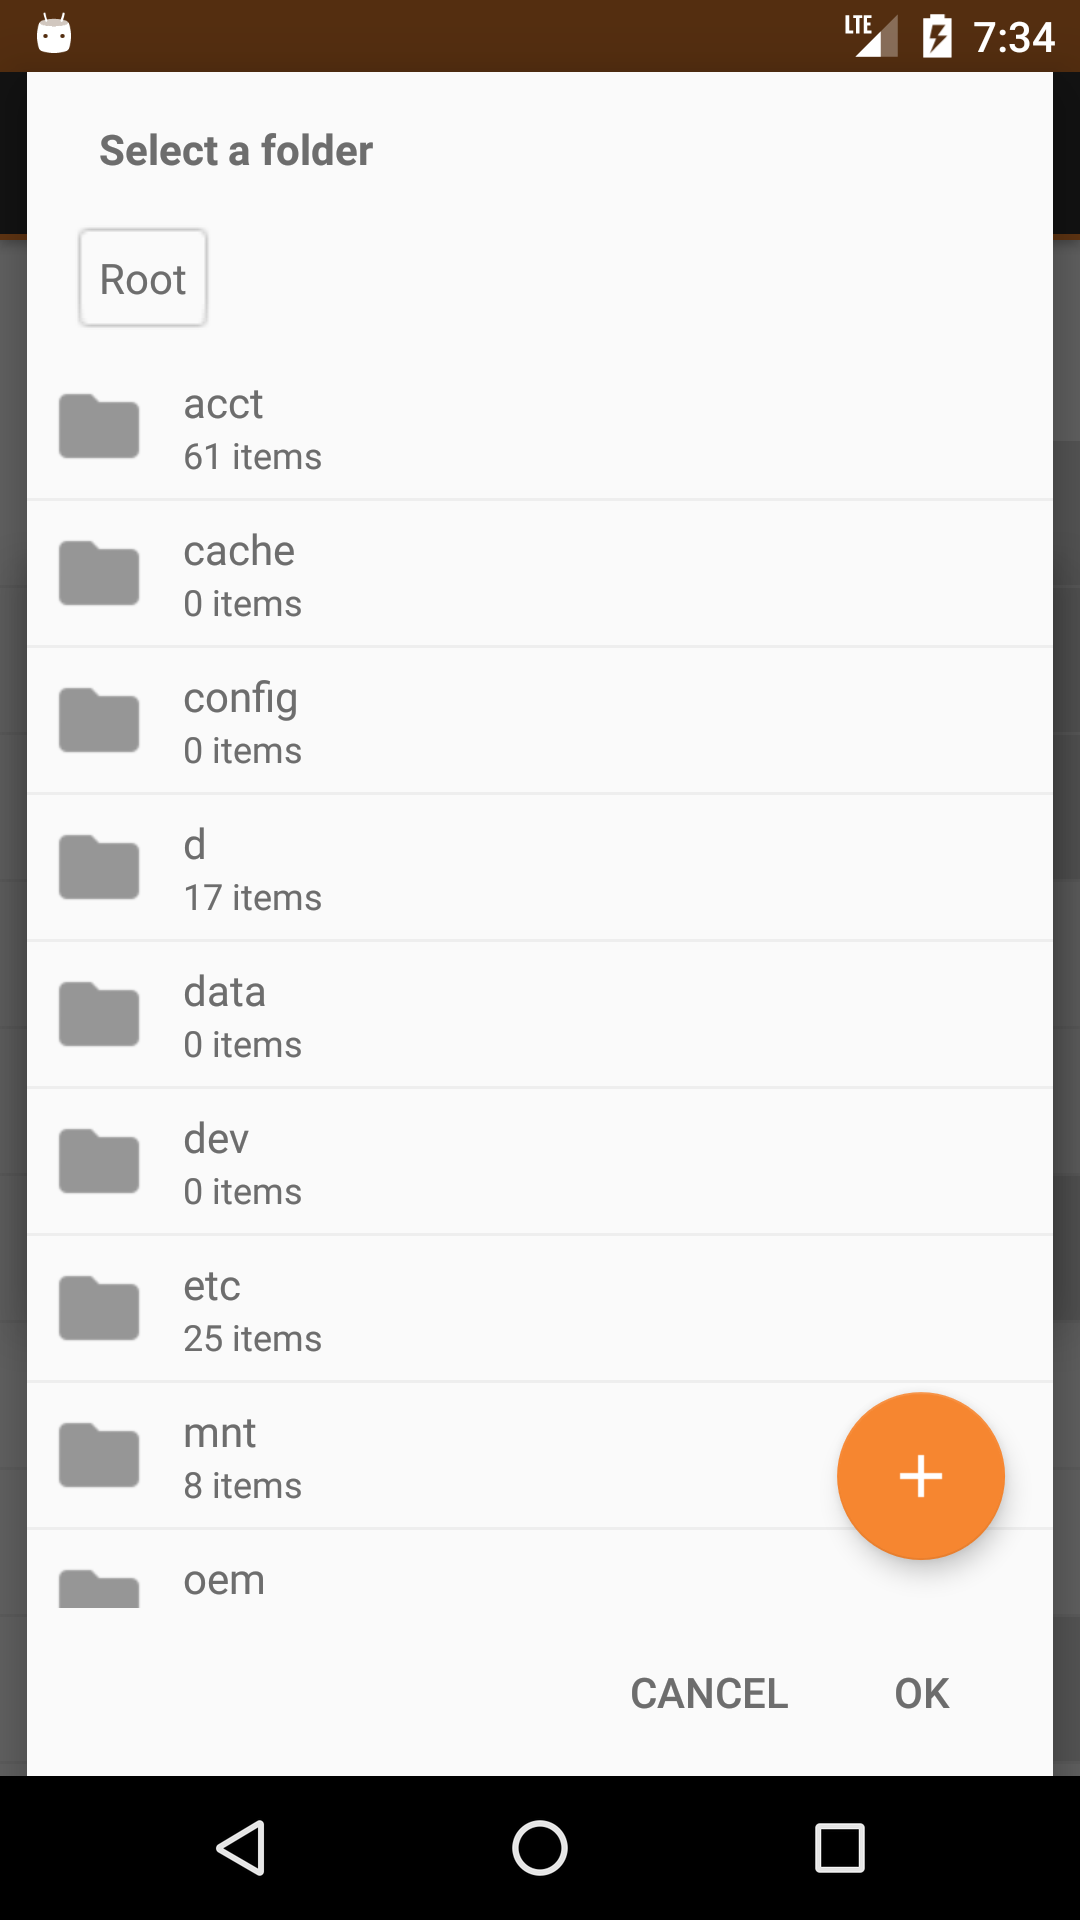 LTE 7:34
Select a folder
Root
acct
61 items
cache
0 items
config
0 items
d
17 items
data
0 items
dev
0 items
etc
25 items
mnt
8 items
oem
CANCEL OK